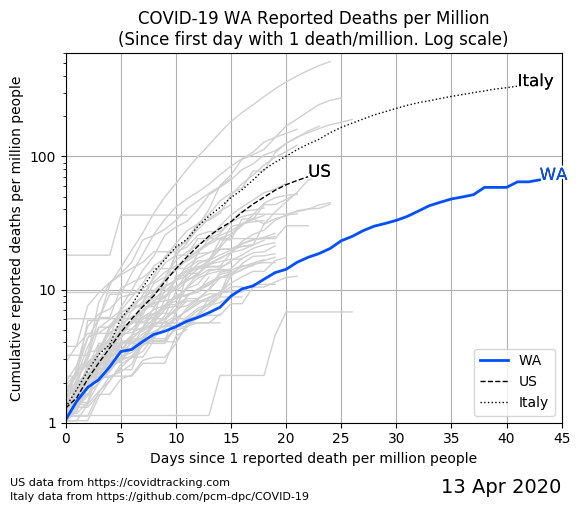 COVID-19 WA Reported Deaths per Million
(Since first day with 1 death/million. Log scale)
Cumulative reported deaths per million people
100
10
1
Italy
US
WA
WA
US
Italy
0 5 10 15 20 25 30 35 40 45
Days since 1 reported death per million people
US data from https://covidtracking.com
Italy data from https://github.com/pcm-dpc/COVID-19
13 Apr 2020